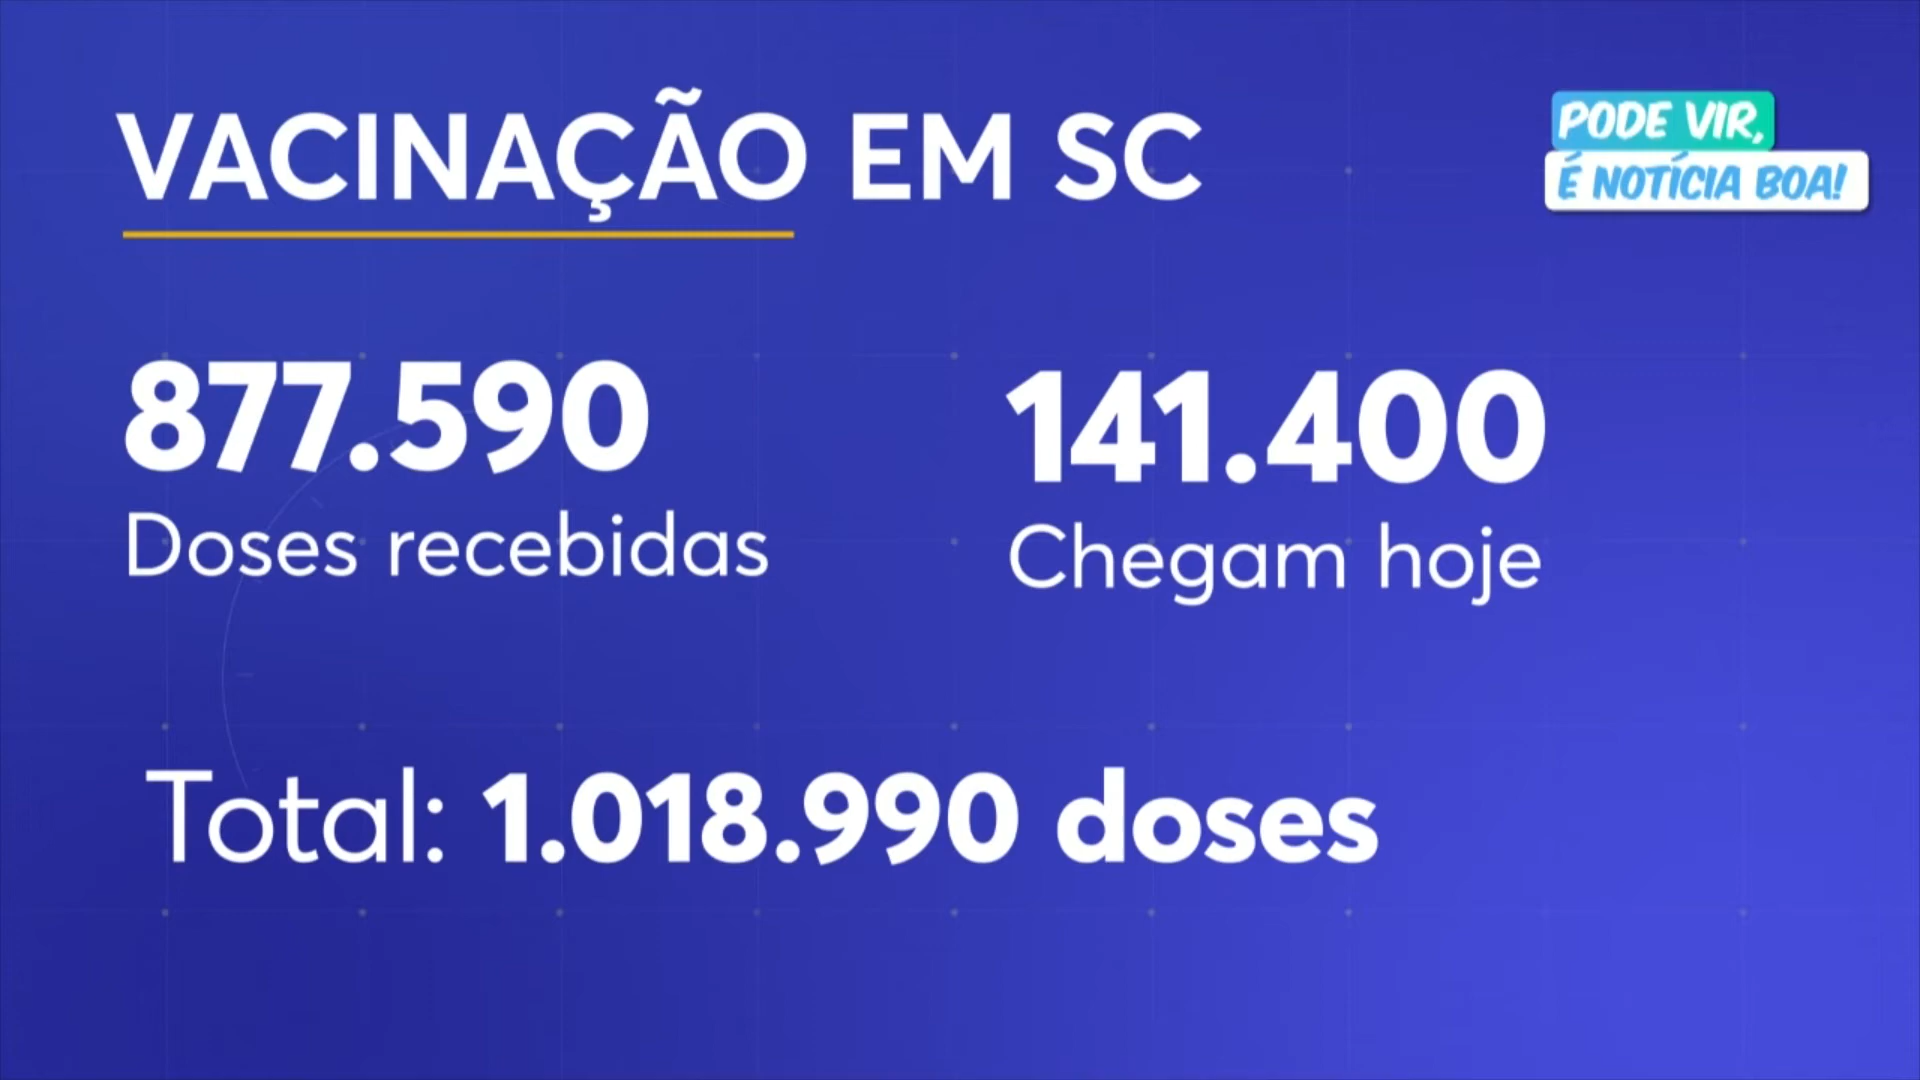 VACINAÇÃO EM SC
PODE VIR,
É NOTÍCIA BOA!
877.590
Doses recebidas
141.400
Chegam hoje
Total: 1.018.990 doses